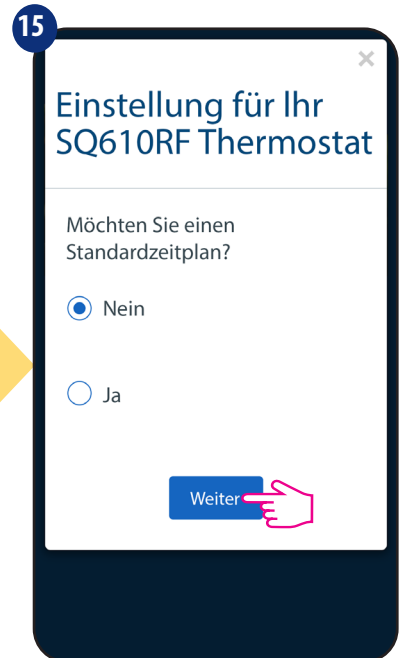 15
×
Einstellung für Ihr
SQ610RF Thermostat
Möchten Sie einen
Standardzeitplan?
Nein
Ja
Weiter